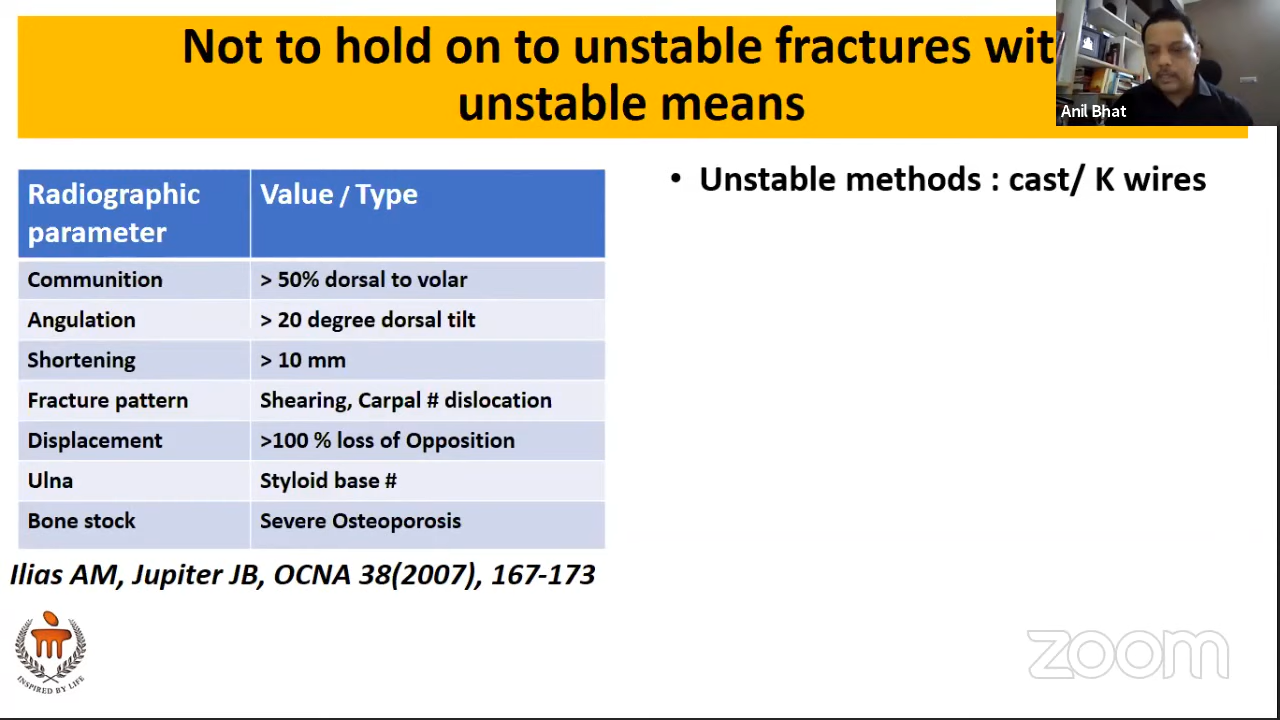 Not to hold on to unstable fractures wit
unstable means
Anil Bhat
Radiographic parameter
Value / Type
Communition
> 50% dorsal to volar
Angulation
> 20 degree dorsal tilt
Shortening
> 10 mm
Fracture pattern
Shearing, Carpal # dislocation
Displacement
>100 % loss of Opposition
Ulna
Styloid base #
Bone stock
Severe Osteoporosis
Ilias AM, Jupiter JB, OCNA 38(2007), 167-173
• Unstable methods : cast/ K wires
INSPIRED BY LIFE
zoom